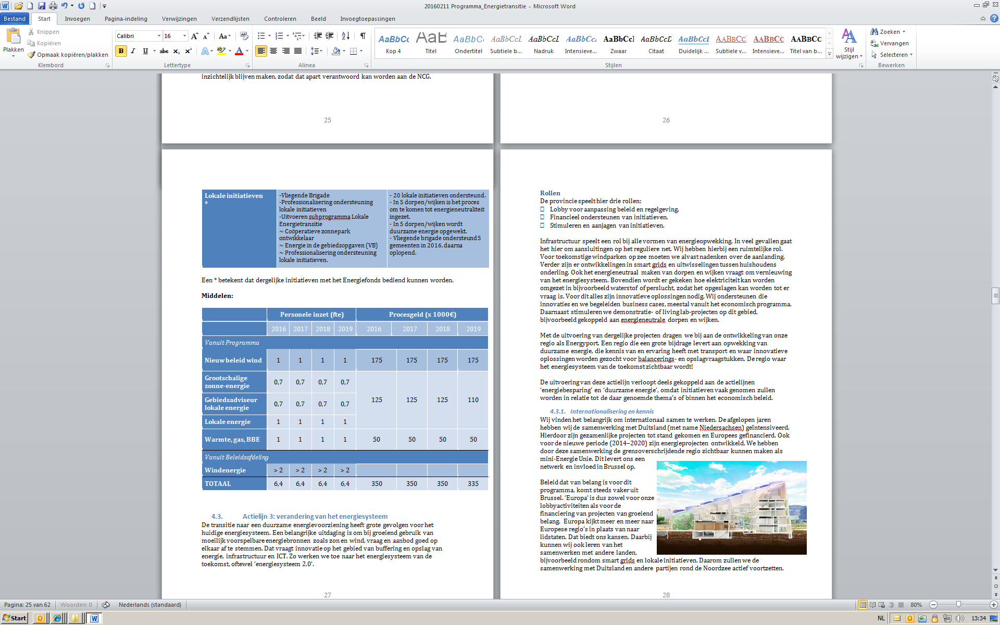 20160211 Programma_Energietransitie - Microsoft Word
Bestand Start Invoegen Pagina-indeling Verwijzingen Verzendlijsten Controleren Beeld Invoegtoepassingen
Plakken
Knippen
Kopiëren
Opmaak kopiëren/plakken
Klembord
Calibri 16
Lettertype
Alinea
AaBbCc AaB AaBbC AaBbCcL AaBbCcL AaBbCc AaBbCcl AaBbCcD AaBbCcl AaBbCc AaBbCc AaBbCc
Kop 4 Titel Ondertitel Subtiele b... Nadruk Intensieve... Zwaar Citaat Duidelijk ... Subtiele v... Intensieve... Titel van b...
Stijlen
Stijl
wijzigen
Zoeken
Vervangen
Selecteren
Bewerken
inzichtelijk blijven maken, zodat dat apart verantwoord kan worden aan de NCG.
25
26
Lokale initiatieven
*
-Vliegende Brigade
-Professionalisering ondersteuning
lokale initiatieven
-Uitvoeren subprogramma Lokale
Energietransitie
~ Coöperatieve zonnepark
ontwikkelaar
~ Energie in de gebiedsopgaven (VB)
~ Professionalisering ondersteuning
lokale initiatieven.
- 20 lokale initiatieven ondersteund.
- In 5 dorpen/wijken is het proces
om te komen tot energieneutraliteit
ingezet.
- In 5 dorpen/wijken wordt
duurzame energie opgewekt.
- Vliegende brigade ondersteund 5
gemeenten in 2016, daarna
oplopend.
Een * betekent dat dergelijke initiatieven met het Energiefonds bediend kunnen worden.
Middelen:
Personele inzet (fte) Procesgeld (x 1000€)
2016 2017 2018 2019 2016 2017 2018 2019
Vanuit Programma
Nieuw beleid wind 1 1 1 1 175 175 175 175
Grootschalige
zonne-energie 0,7 0,7 0,7 0,7
125 125 125 110
Gebiedsadviseur
lokale energie 0,7 0,7 0,7 0,7
Lokale energie 1 1 1 1
Warmte, gas, BBE 1 1 1 1 50 50 50 50
Vanuit Beleidsafdeling
Windenergie > 2 > 2 > 2 > 2
TOTAAL 6,4 6,4 6,4 6,4 350 350 350 335
4.3. Actielijn 3: verandering van het energiesysteem
De transitie naar een duurzame energievoorziening heeft grote gevolgen voor het
huidige energiesysteem. Een belangrijke uitdaging is om bij groeiend gebruik van
moeilijk voorspelbare energiebronnen zoals zon en wind, vraag en aanbod goed op
elkaar af te stemmen. Dat vraagt innovatie op het gebied van buffering en opslag van
energie, infrastructuur en ICT. Zo werken we toe naar het energiesysteem van de
toekomst, oftewel ‘energiesysteem 2.0’.
27
Rollen
De provincie speelt hier drie rollen:
Lobby voor aanpassing beleid en regelgeving.
Financieel ondersteunen van initiatieven.
Stimuleren en aanjagen van initiatieven.
Infrastructuur speelt een rol bij alle vormen van energieopwekking. In veel gevallen gaat
het hier om aansluitingen op het reguliere net. Wij hebben hierbij een ruimtelijke rol.
Voor toekomstige windparken op zee moeten we alvast nadenken over de aanlanding.
Verder zijn er ontwikkelingen in smart grids en uitwisselingen tussen huishoudens
onderling. Ook het energieneutraal maken van dorpen en wijken vraagt om vernieuwing
van het energiesysteem. Bovendien wordt er gekeken hoe elektriciteit kan worden
omgezet in bijvoorbeeld waterstof of perslucht, zodat het opgeslagen kan worden tot er
vraag is. Voor dit alles zijn innovatieve oplossingen nodig. Wij ondersteunen die
innovaties en we begeleiden business cases, meestal vanuit het economisch programma.
Daarnaast stimuleren we demonstratie- of living lab-projecten op dit gebied,
bijvoorbeeld gekoppeld aan energieneutrale dorpen en wijken.
Met de uitvoering van dergelijke projecten dragen we bij aan de ontwikkeling van onze
regio als Energyport. Een regio die een grote bijdrage levert aan opwekking van
duurzame energie, die kennis van en ervaring heeft met transport en waar innovatieve
oplossingen worden gezocht voor balancerings- en opslagvraagstukken. De regio waar
het energiesysteem van de toekomst zichtbaar wordt!
De uitvoering van deze actielijn verloopt deels gekoppeld aan de actielijnen
‘energiebesparing’ en ‘duurzame energie’, omdat initiatieven vaak genomen zullen
worden in relatie tot de daar genoemde thema’s of binnen het economisch beleid.
4.3.1. Internationalisering en kennis
Wij vinden het belangrijk om internationaal samen te werken. De afgelopen jaren
hebben wij de samenwerking met Duitsland (met name Niedersachsen) geïntensiveerd.
Hierdoor zijn gezamenlijke projecten tot stand gekomen en Europees gefinancierd. Ook
voor de nieuwe periode (2014–2020) zijn energieprojecten ontwikkeld. We hebben
door deze samenwerking de grensoverschrijdende regio zichtbaar kunnen maken als
mini-Energie Unie. Dit levert ons een
netwerk en invloed in Brussel op.
Beleid dat van belang is voor dit
programma, komt steeds vaker uit
Brussel. ‘Europa’ is dus zowel voor onze
lobbyactiviteiten als voor de
financiering van projecten van groeiend
belang. Europa kijkt meer en meer naar
Europese regio’s in plaats van naar
lidstaten. Dat biedt ons kansen. Daarbij
kunnen wij ook leren van het
samenwerken met andere landen,
bijvoorbeeld rondom smart grids en lokale initiatieven. Daarom zullen we de
samenwerking met Duitsland en andere partijen rond de Noordzee actief voortzetten.
28
Pagina: 25 van 62 Woorden: 0 Nederlands (standaard) 80%
Start NL 13:34